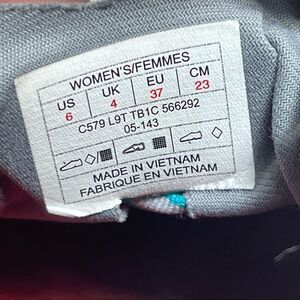 WOMEN'S/FEMMES
US UK EU CM
6 4 37 23
C579 L9T TB1C 566292
05-143
MADE IN VIETNAM
FABRIQUE EN VIETNAM